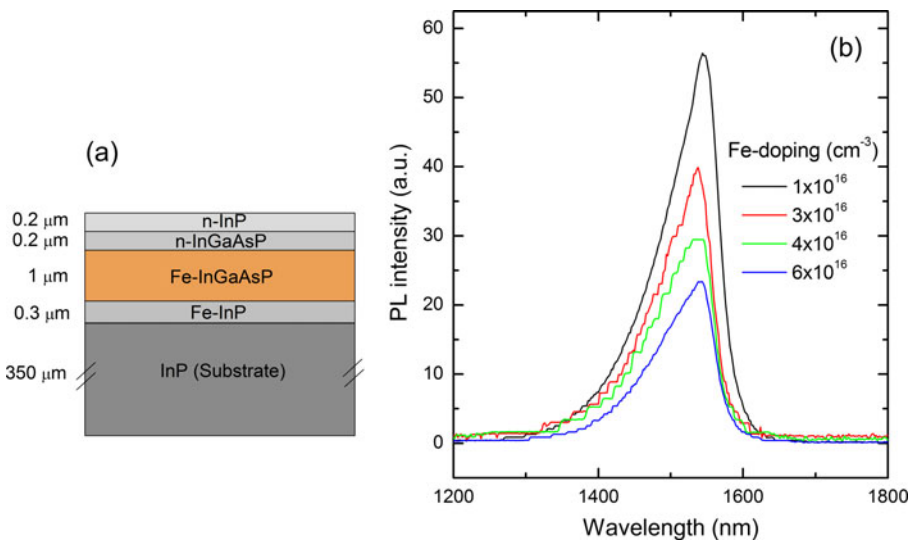 (a)
0.2 μm n-InP
0.2 μm n-InGaAsP
1 μm Fe-InGaAsP
0.3 μm Fe-InP
350 μm InP (Substrate)
(b)
PL intensity (a.u.)
60
50
40
30
20
10
0
1200 1400 1600 1800
Wavelength (nm)
Fe-doping (cm⁻³)
1x10¹⁶
3x10¹⁶
4x10¹⁶
6x10¹⁶